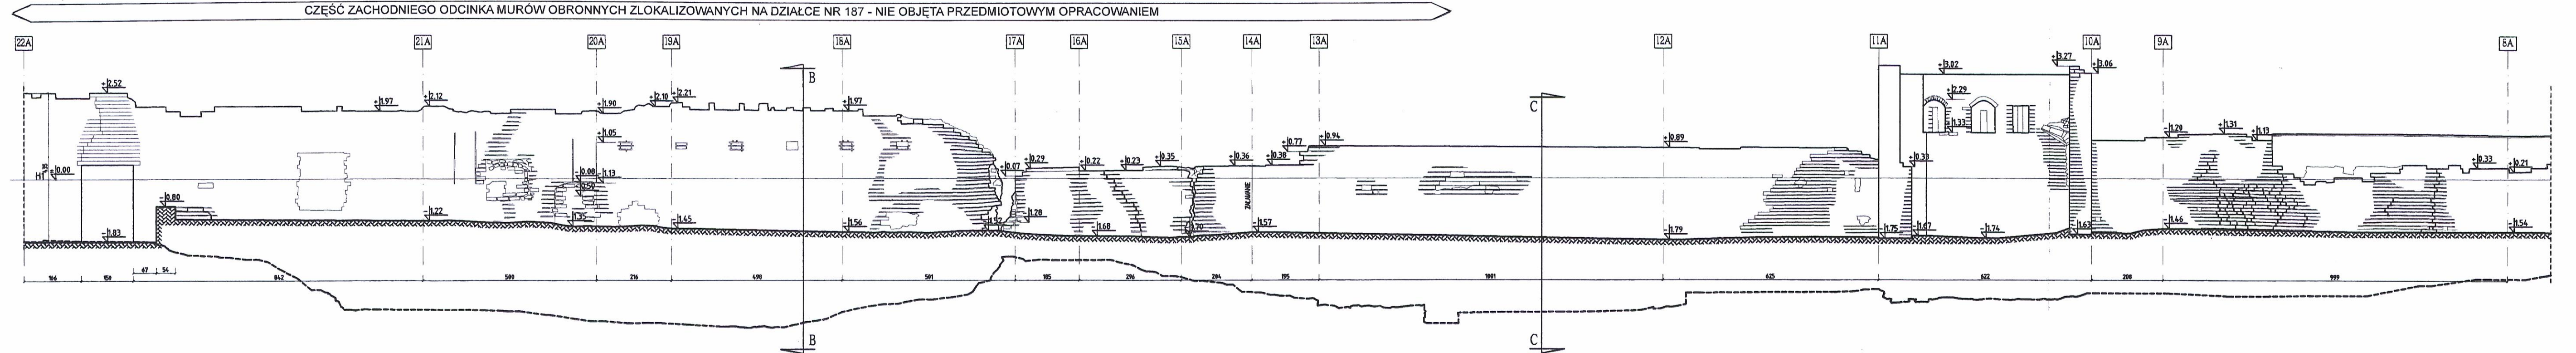 CZĘŚĆ ZACHODNIEGO ODCINKA MURÓW OBRONNYCH ZLOKALIZOWANYCH NA DZIAŁCE NR 187 - NIE OBJĘTA PRZEDMIOTOWYM OPRACOWANIEM
22A 21A 20A 19A 18A 17A 16A 15A 14A 13A 12A 11A 10A 9A 8A
B C
+3.02 +3.27 +3.06
+2.52 +1.97 +2.12 +1.90 +2.10 +2.21 +1.97 +2.29
+1.05 +0.77 +0.94 +0.89 +1.33 +1.20 +1.31 +1.13
+0.07 +0.29 +0.22 +0.23 +0.35 +0.36 +0.38 +0.33 +0.33 +0.21
H1 +0.00 -0.08 -1.13
-0.50
ZAŁAMANIE
-0.80 -1.22 -1.35 -1.45 -1.56 -1.52 -1.28 -1.68 -1.70 -1.57 -1.79 -1.75 -1.67 -1.74 -1.63 -1.46 -1.54
-1.83
67 54
166 150 842 500 216 490 501 185 296 204 195 1001 625 622 208 999
B C